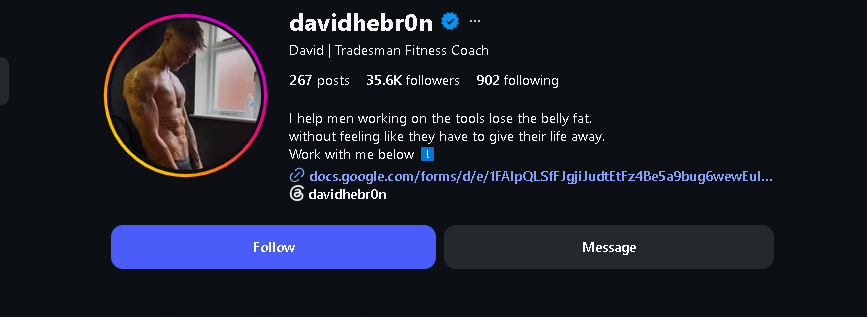 davidhebr0n
David | Tradesman Fitness Coach
267 posts 35.6K followers 902 following
I help men working on the tools lose the belly fat.
without feeling like they have to give their life away.
Work with me below
docs.google.com/forms/d/e/1FAIpQLSfFJgjiJudtEtFz4Be5a9bug6wewEuI...
davidhebr0n
Follow
Message